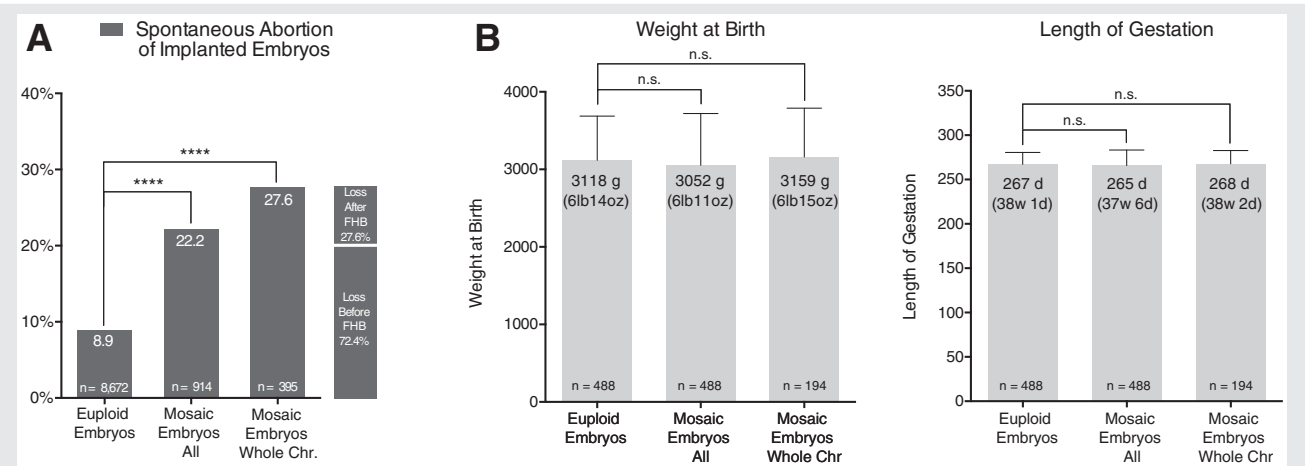 A
Spontaneous Abortion
of Implanted Embryos
40%
30%
20%
10%
0%
****
****
8.9
22.2
27.6
n= 8,672
n= 914
n= 395
Euploid
Embryos
Mosaic
Embryos
All
Mosaic
Embryos
Whole Chr.
Loss
After
FHB
27.6%
Loss
Before
FHB
72.4%
B
Weight at Birth
Weight at Birth
4000
3000
2000
1000
0
n.s.
n.s.
3118 g
(6lb14oz)
3052 g
(6lb11oz)
3159 g
(6lb15oz)
n = 488
n = 488
n = 194
Euploid
Embryos
Mosaic
Embryos
All
Mosaic
Embryos
Whole Chr
Length of Gestation
Length of Gestation
350
300
250
200
150
100
50
0
n.s.
n.s.
267 d
(38w 1d)
265 d
(37w 6d)
268 d
(38w 2d)
n = 488
n = 488
n = 194
Euploid
Embryos
Mosaic
Embryos
All
Mosaic
Embryos
Whole Chr